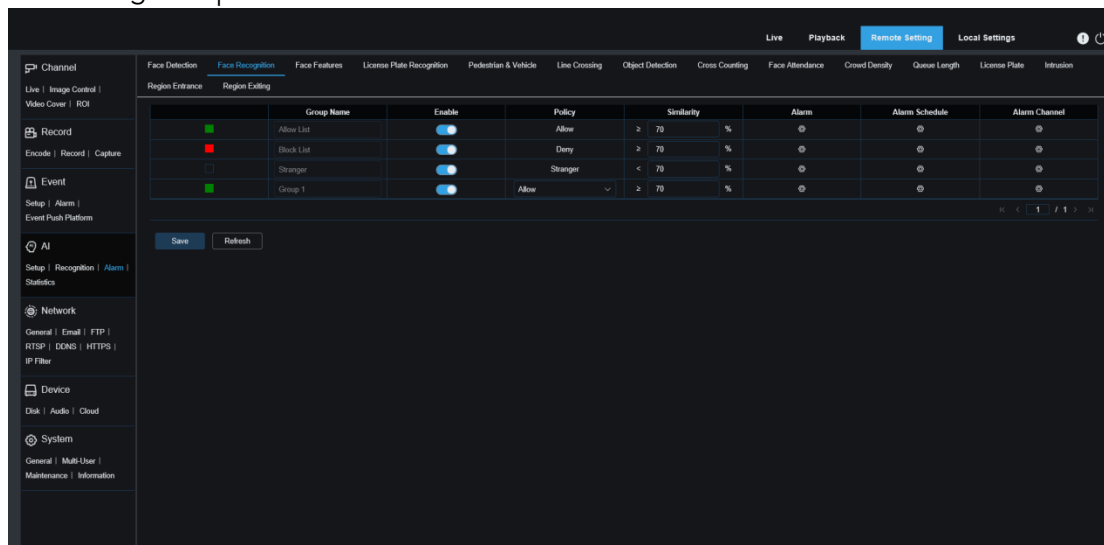 Live Playback Remote Setting Local Settings
Channel
Live | Image Control |
Video Cover | ROI
Record
Encode | Record | Capture
Event
Setup | Alarm |
Event Push Platform
AI
Setup | Recognition | Alarm |
Statistics
Network
General | Email | FTP |
RTSP | DDNS | HTTPS |
IP Filter
Device
Disk | Audio | Cloud
System
General | Multi-User |
Maintenance | Information
Face Detection Face Recognition Face Features License Plate Recognition Pedestrian & Vehicle Line Crossing Object Detection Cross Counting Face Attendance Crowd Density Queue Length License Plate Intrusion
Region Entrance Region Exiting
Group Name Enable Policy Similarity Alarm Alarm Schedule Alarm Channel
Allow List Allow ≥ 70 %
Block List Deny ≥ 70 %
Stranger Stranger < 70 %
Group 1 Allow ≥ 70 %
1 / 1
Save Refresh